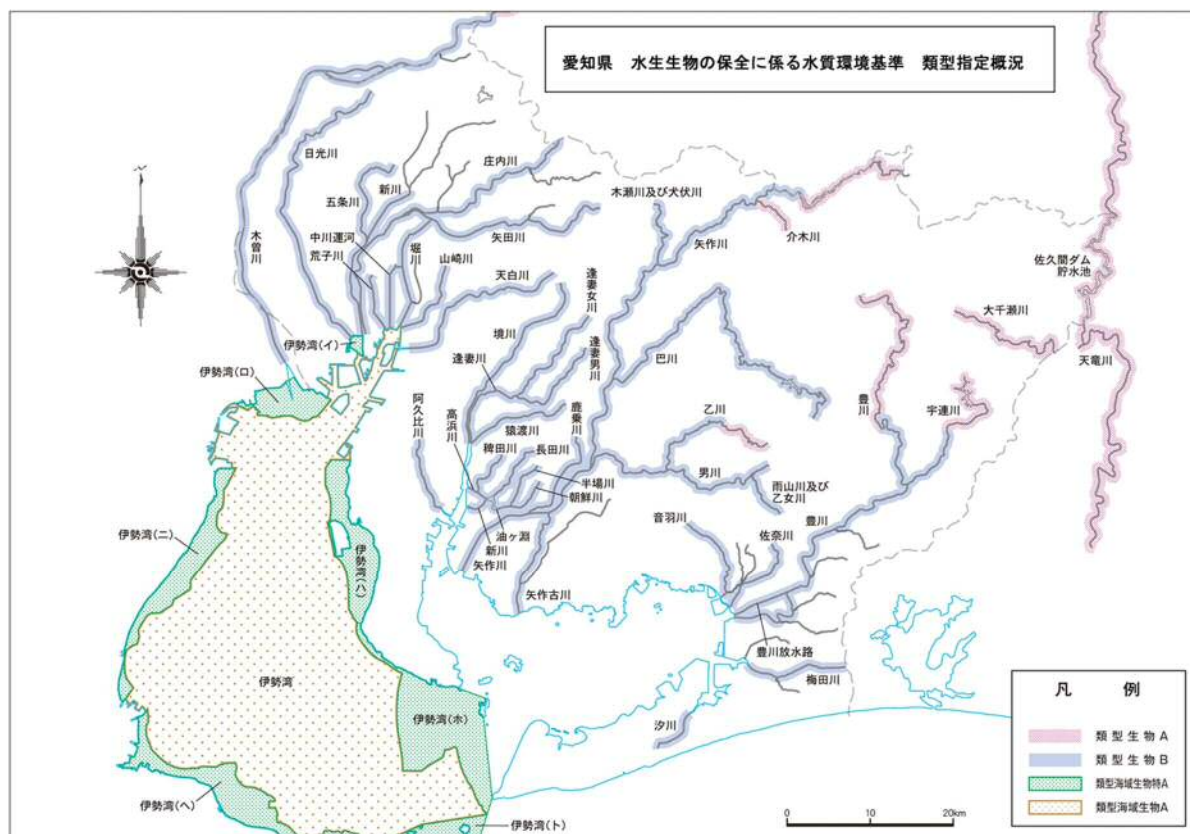 愛知県 水生生物の保全に係る水質環境基準 類型指定概況
日光川
庄内川
新川
五条川
木瀬川及び犬伏川
中川運河
荒子川
堀川
矢田川
山崎川
矢作川
介木川
木曽川
天白川
逢妻女川
佐久間ダム
貯水池
大千瀬川
境川
逢妻男川
伊勢湾(イ)
逢妻川
巴川
天竜川
伊勢湾(ロ)
阿久比川
高浜川
鹿乗川
乙川
豊川
宇連川
猿渡川
稗田川
長田川
半場川
朝鮮川
男川
雨山川及び
乙女川
伊勢湾(ニ)
伊勢湾(ハ)
油ヶ淵
新川
矢作川
音羽川
佐奈川
豊川
矢作古川
豊川放水路
梅田川
伊勢湾
伊勢湾(ホ)
汐川
伊勢湾(ヘ)
伊勢湾(ト)
凡 例
類型生物A
類型生物B
類型海域生物特A
類型海域生物A
0 10 20km